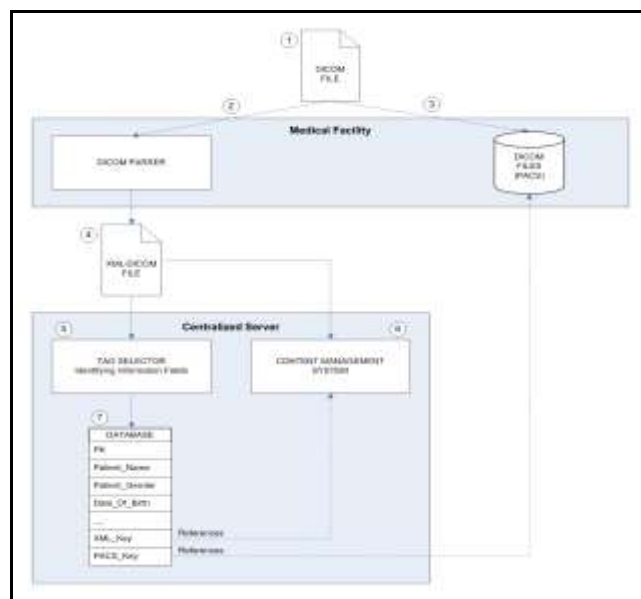 1
DICOM
FILE
2
3
Medical Facility
DICOM PARSER
DICOM
FILES
(PACS)
4
XML-DICOM
FILE
Centralized Server
5
6
TAG SELECTOR
Identifying Information Fields
CONTENT MANAGEMENT
SYSTEM
7
DATABASE
PK
Patient_Name
Patient_Gender
Date_Of_Birth
....
XML_Key
References
PACS_Key
References